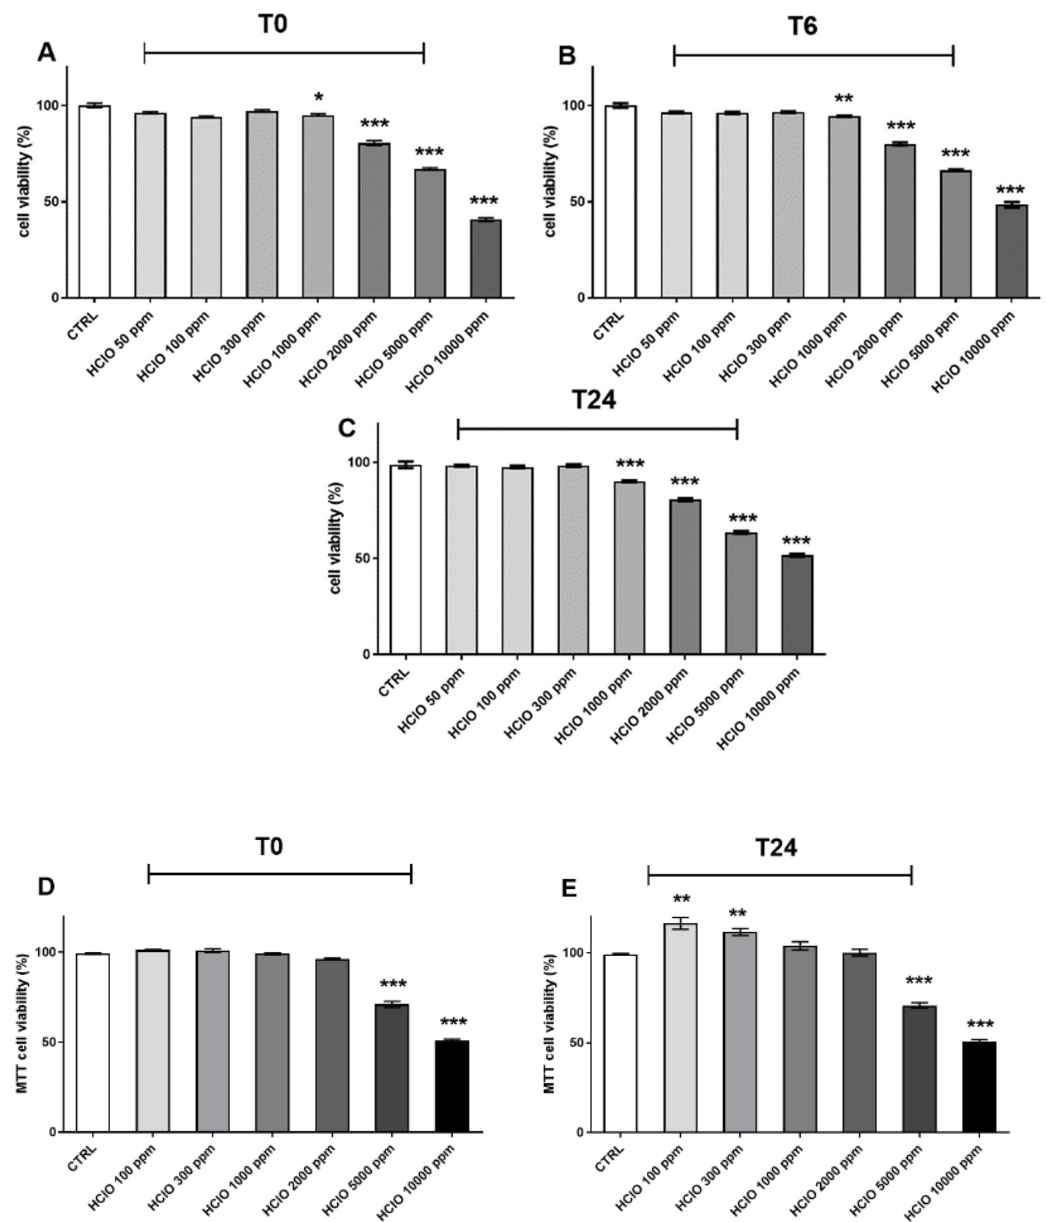 T0
A
*
***
***
***
100
50
0
cell viability (%)
CTRL
HClO 50 ppm
HClO 100 ppm
HClO 300 ppm
HClO 1000 ppm
HClO 2000 ppm
HClO 5000 ppm
HClO 10000 ppm
T6
B
**
***
***
***
100
50
0
cell viability (%)
CTRL
HClO 50 ppm
HClO 100 ppm
HClO 300 ppm
HClO 1000 ppm
HClO 2000 ppm
HClO 5000 ppm
HClO 10000 ppm
T24
C
***
***
***
***
100
50
0
cell viability (%)
CTRL
HClO 50 ppm
HClO 100 ppm
HClO 300 ppm
HClO 1000 ppm
HClO 2000 ppm
HClO 5000 ppm
HClO 10000 ppm
T0
D
***
***
100
50
0
MTT cell viability (%)
CTRL
HClO 100 ppm
HClO 300 ppm
HClO 1000 ppm
HClO 2000 ppm
HClO 5000 ppm
HClO 10000 ppm
T24
E
**
**
***
***
100
50
0
MTT cell viability (%)
CTRL
HClO 100 ppm
HClO 300 ppm
HClO 1000 ppm
HClO 2000 ppm
HClO 5000 ppm
HClO 10000 ppm